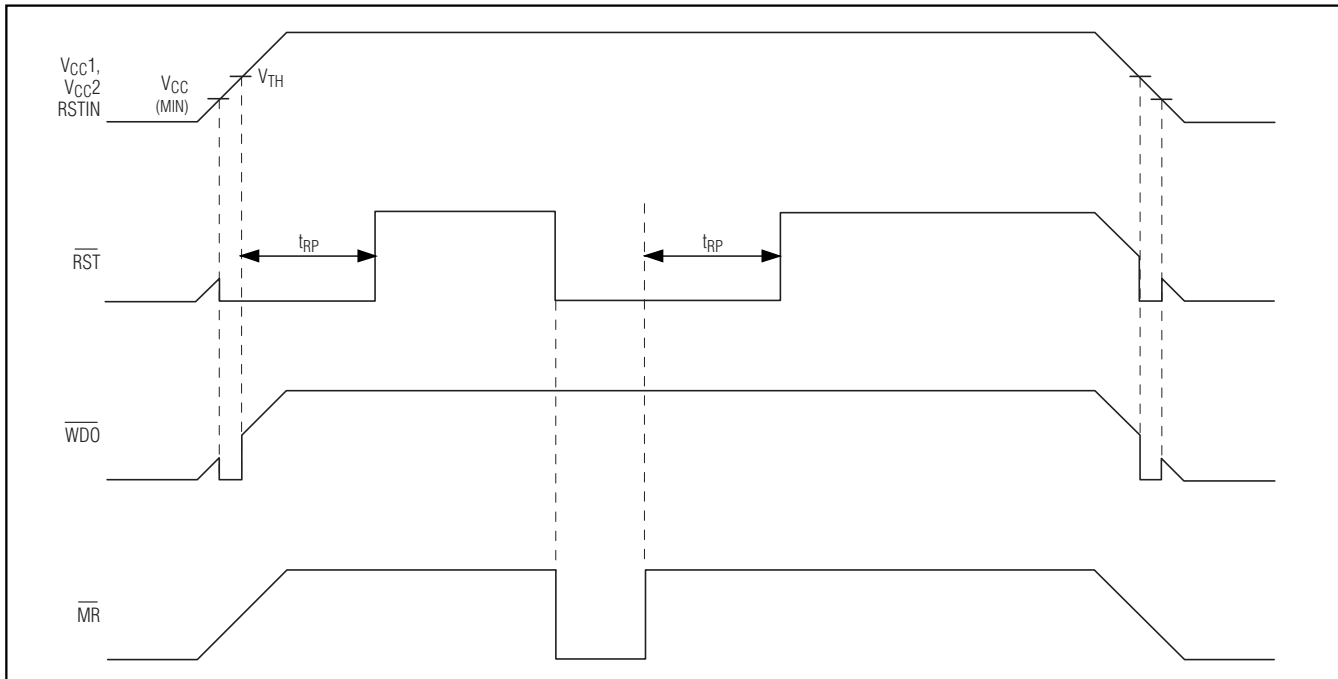 VCC1,
VCC2
RSTIN
VCC
(MIN)
VTH
RST
tRP
tRP
WDO
MR